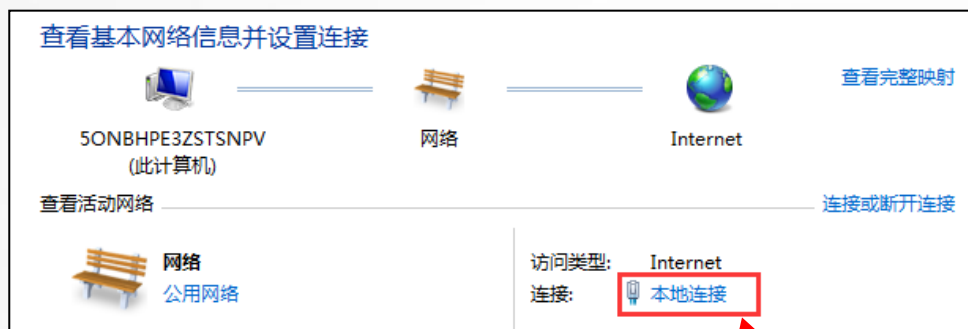 查看基本网络信息并设置连接
查看完整映射
5ONBHPE3ZSTSNPV
(此计算机)
网络
Internet
查看活动网络
连接或断开连接
网络
公用网络
访问类型: Internet
连接: 本地连接